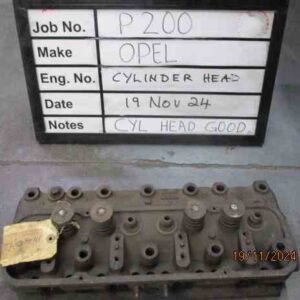 Job No. P200
Make OPEL
Eng. No. CYLINDER HEAD
Date 19 Nov 24
Notes CYL HEAD GOOD
19/11/2024